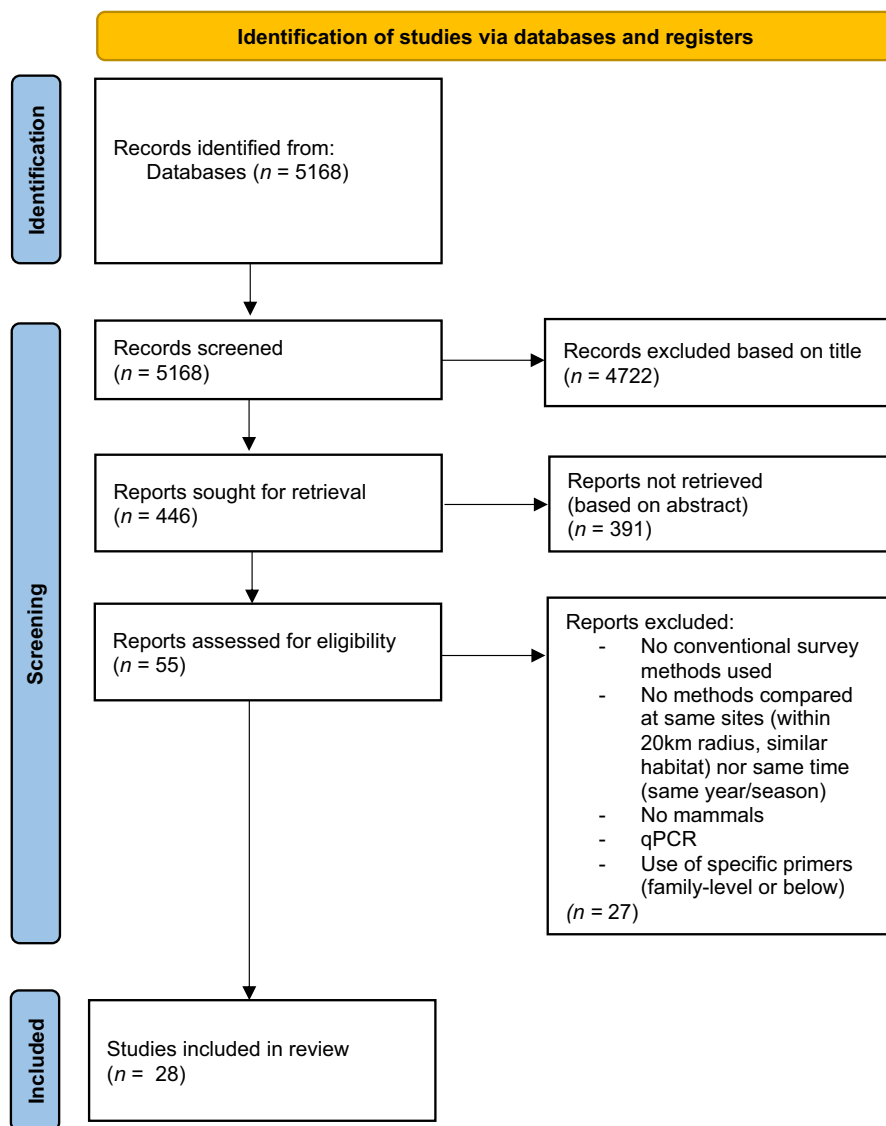 Identification of studies via databases and registers
Identification
Records identified from:
Databases (n = 5168)
Screening
Records screened
(n = 5168)
Records excluded based on title
(n = 4722)
Reports sought for retrieval
(n = 446)
Reports not retrieved
(based on abstract)
(n = 391)
Reports assessed for eligibility
(n = 55)
Reports excluded:
- No conventional survey
methods used
- No methods compared
at same sites (within
20km radius, similar
habitat) nor same time
(same year/season)
- No mammals
- qPCR
- Use of specific primers
(family-level or below)
(n = 27)
Included
Studies included in review
(n = 28)